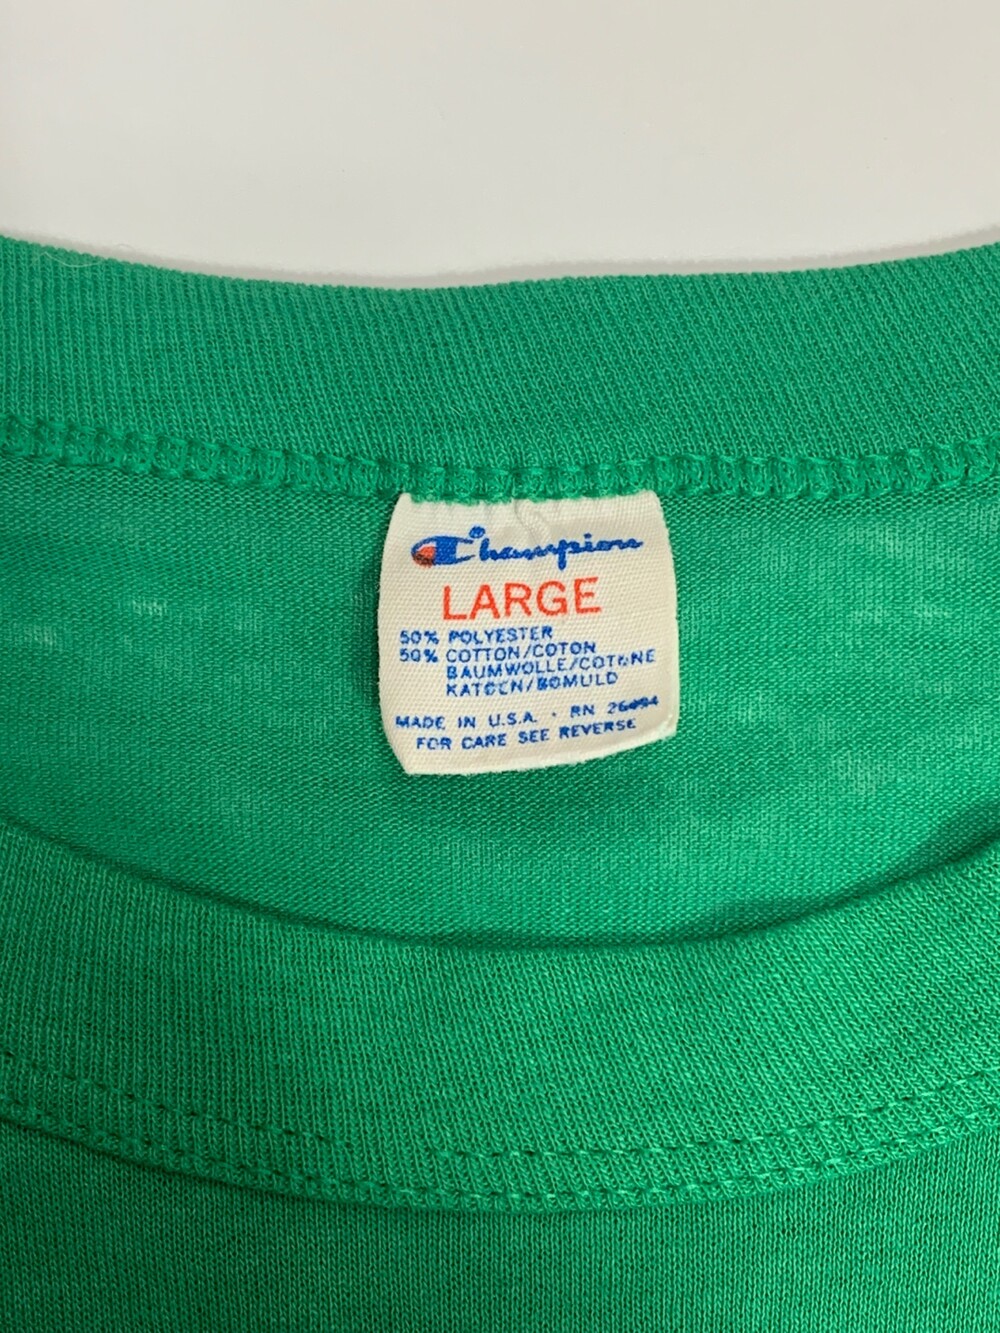 Champion
LARGE
50% POLYESTER
50% COTTON/COTON
BAUMWOLLE/COTONE
KATOEN/BOMULD
MADE IN U.S.A. · RN 26094
FOR CARE SEE REVERSE